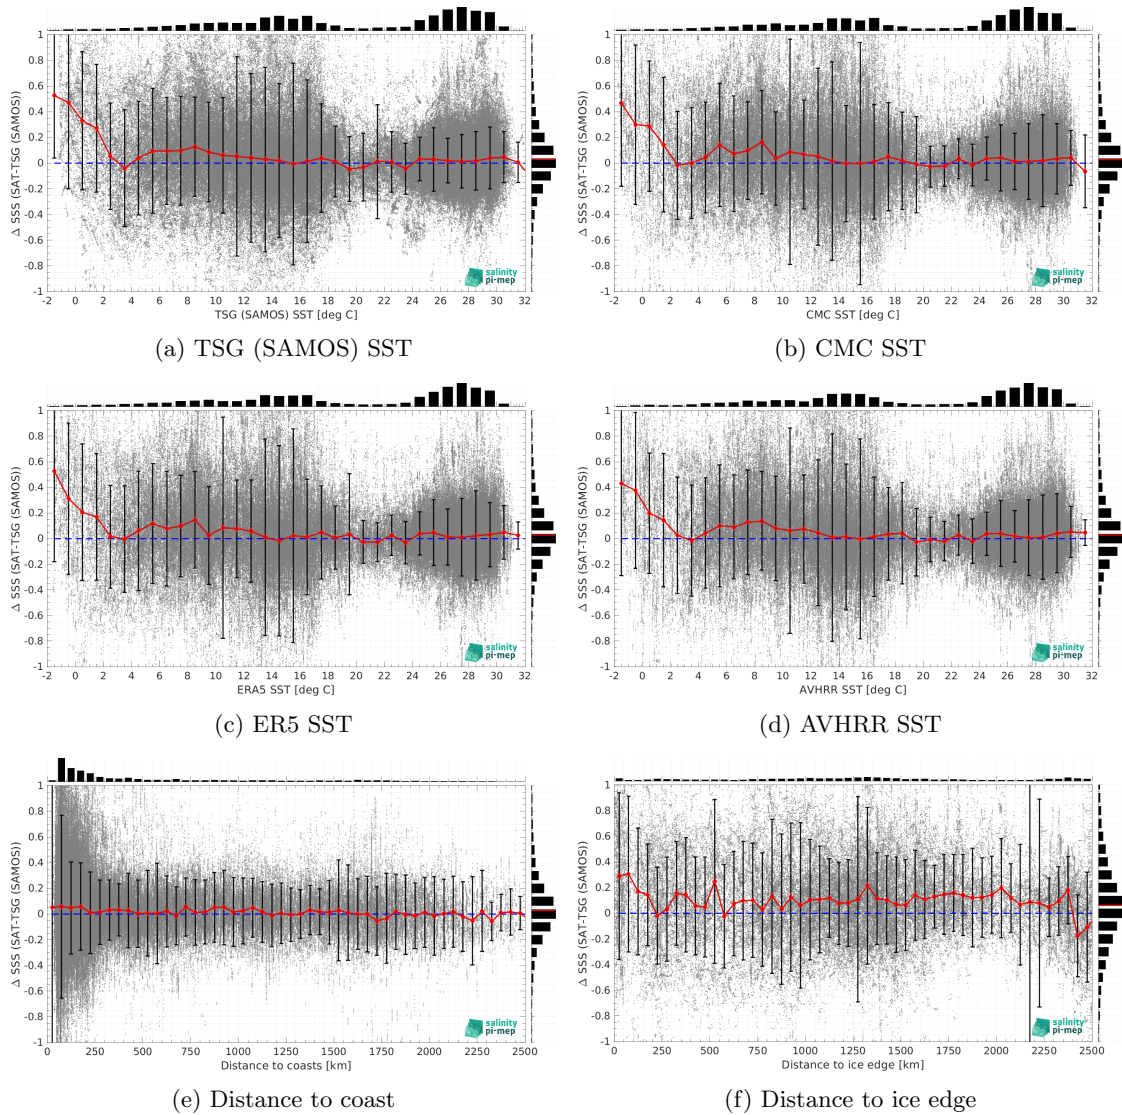 Δ SSS (SAT-TSG (SAMOS))
1
0.8
0.6
0.4
0.2
0
-0.2
-0.4
-0.6
-0.8
-1
-2 0 2 4 6 8 10 12 14 16 18 20 22 24 26 28 30 32
TSG (SAMOS) SST [deg C]
salinity
pi-mep
(a) TSG (SAMOS) SST
Δ SSS (SAT-TSG (SAMOS))
1
0.8
0.6
0.4
0.2
0
-0.2
-0.4
-0.6
-0.8
-1
-2 0 2 4 6 8 10 12 14 16 18 20 22 24 26 28 30 32
CMC SST [deg C]
salinity
pi-mep
(b) CMC SST
Δ SSS (SAT-TSG (SAMOS))
1
0.8
0.6
0.4
0.2
0
-0.2
-0.4
-0.6
-0.8
-1
-2 0 2 4 6 8 10 12 14 16 18 20 22 24 26 28 30 32
ERA5 SST [deg C]
salinity
pi-mep
(c) ER5 SST
Δ SSS (SAT-TSG (SAMOS))
1
0.8
0.6
0.4
0.2
0
-0.2
-0.4
-0.6
-0.8
-1
-2 0 2 4 6 8 10 12 14 16 18 20 22 24 26 28 30 32
AVHRR SST [deg C]
salinity
pi-mep
(d) AVHRR SST
Δ SSS (SAT-TSG (SAMOS))
1
0.8
0.6
0.4
0.2
0
-0.2
-0.4
-0.6
-0.8
-1
0 250 500 750 1000 1250 1500 1750 2000 2250 2500
Distance to coasts [km]
salinity
pi-mep
(e) Distance to coast
Δ SSS (SAT-TSG (SAMOS))
1
0.8
0.6
0.4
0.2
0
-0.2
-0.4
-0.6
-0.8
-1
0 250 500 750 1000 1250 1500 1750 2000 2250 2500
Distance to ice edge [km]
salinity
pi-mep
(f) Distance to ice edge